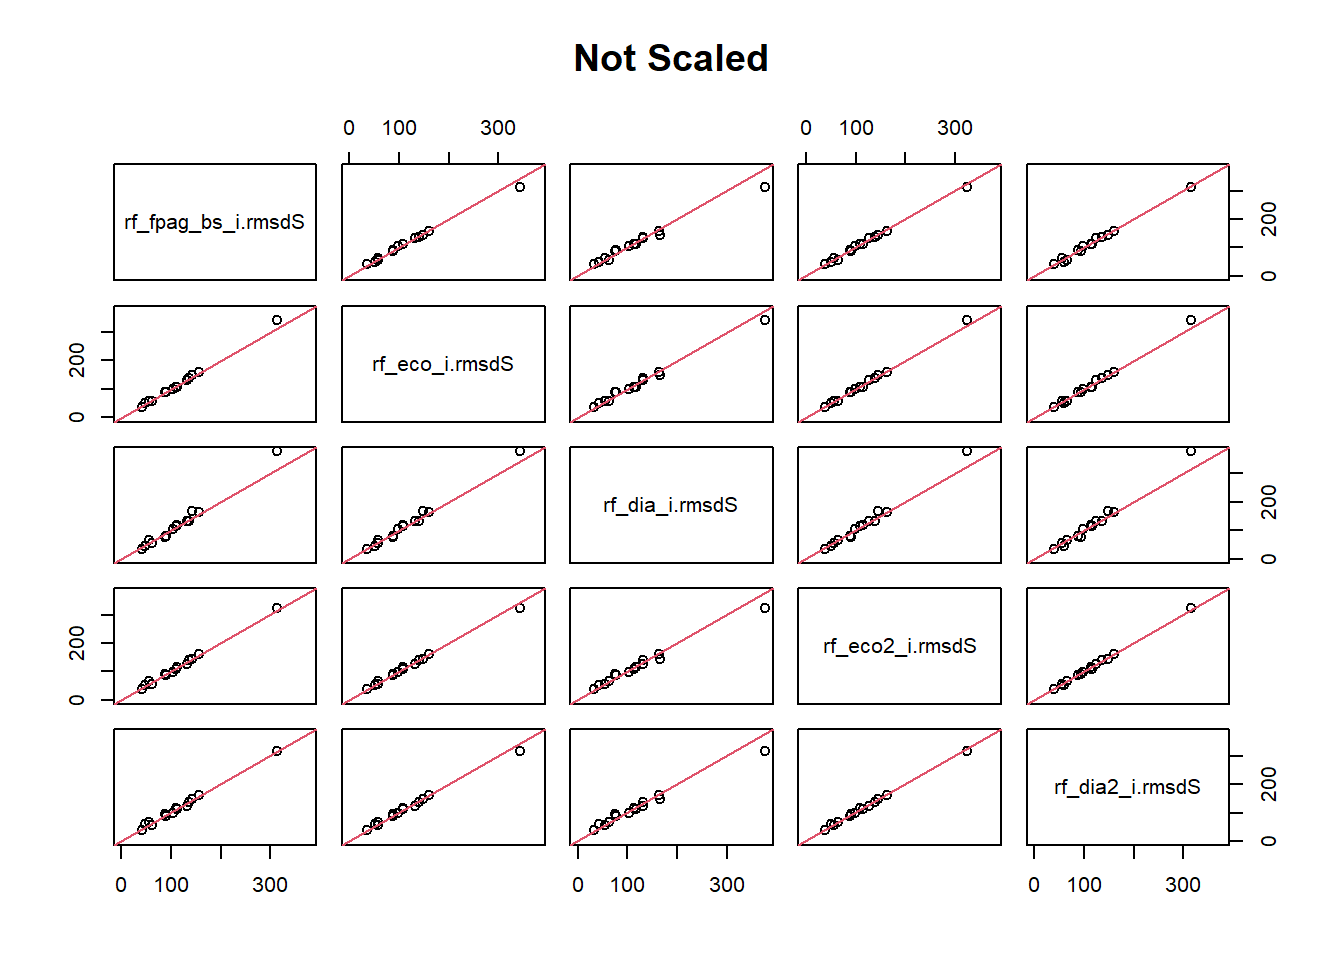 Not Scaled
0 100 300 0 100 300
rf_fpag_bs_i.rmsdS
0 200
rf_eco_i.rmsdS
0 200
rf_dia_i.rmsdS
0 200
rf_eco2_i.rmsdS
0 200
rf_dia2_i.rmsdS
0 200
0 100 300 0 100 300 0 100 300